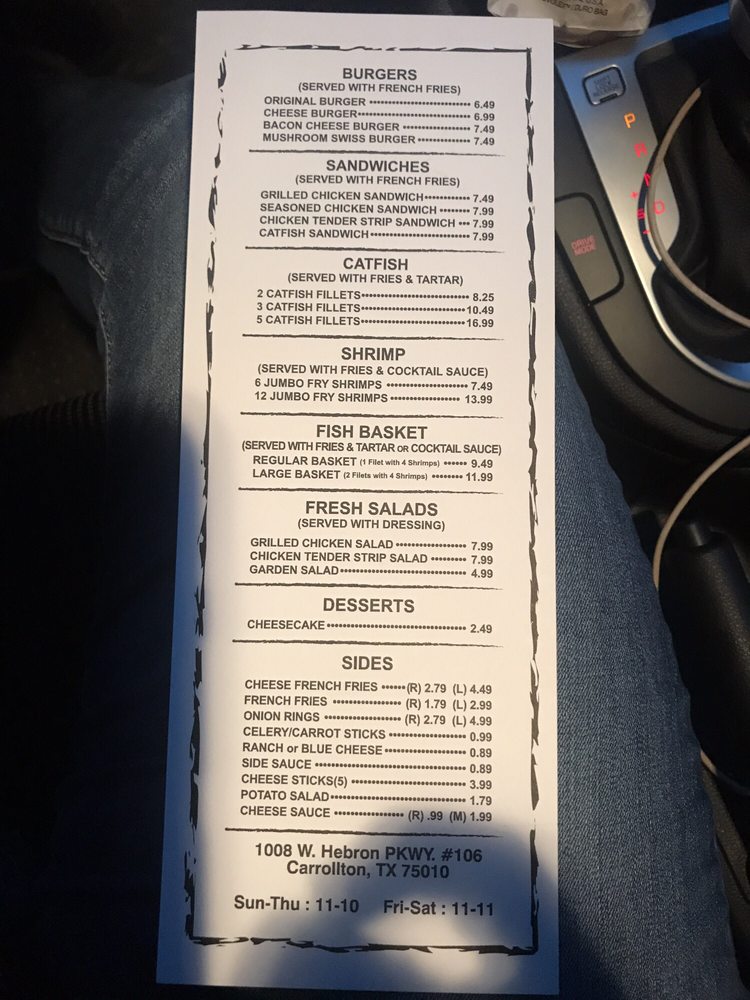 BURGERS
(SERVED WITH FRENCH FRIES)
ORIGINAL BURGER 6.49
CHEESE BURGER 6.99
BACON CHEESE BURGER 7.49
MUSHROOM SWISS BURGER 7.49
SANDWICHES
(SERVED WITH FRENCH FRIES)
GRILLED CHICKEN SANDWICH 7.49
SEASONED CHICKEN SANDWICH 7.99
CHICKEN TENDER STRIP SANDWICH 7.99
CATFISH SANDWICH 7.99
CATFISH
(SERVED WITH FRIES & TARTAR)
2 CATFISH FILLETS 8.25
3 CATFISH FILLETS 10.49
5 CATFISH FILLETS 16.99
SHRIMP
(SERVED WITH FRIES & COCKTAIL SAUCE)
6 JUMBO FRY SHRIMPS 7.49
12 JUMBO FRY SHRIMPS 13.99
FISH BASKET
(SERVED WITH FRIES & TARTAR OR COCKTAIL SAUCE)
REGULAR BASKET (1 Filet with 4 Shrimps) 9.49
LARGE BASKET (2 Filets with 4 Shrimps) 11.99
FRESH SALADS
(SERVED WITH DRESSING)
GRILLED CHICKEN SALAD 7.99
CHICKEN TENDER STRIP SALAD 7.99
GARDEN SALAD 4.99
DESSERTS
CHEESECAKE 2.49
SIDES
CHEESE FRENCH FRIES (R) 2.79 (L) 4.49
FRENCH FRIES (R) 1.79 (L) 2.99
ONION RINGS (R) 2.79 (L) 4.99
CELERY/CARROT STICKS 0.99
RANCH or BLUE CHEESE 0.89
SIDE SAUCE 0.89
CHEESE STICKS(5) 3.99
POTATO SALAD 1.79
CHEESE SAUCE (R) .99 (M) 1.99
1008 W. Hebron PKWY. #106
Carrollton, TX 75010
Sun-Thu : 11-10 Fri-Sat : 11-11
DURO BAG
SHIFT
LOCK
RELEASE
P
R
N
+
D
-
DRIVE
MODE